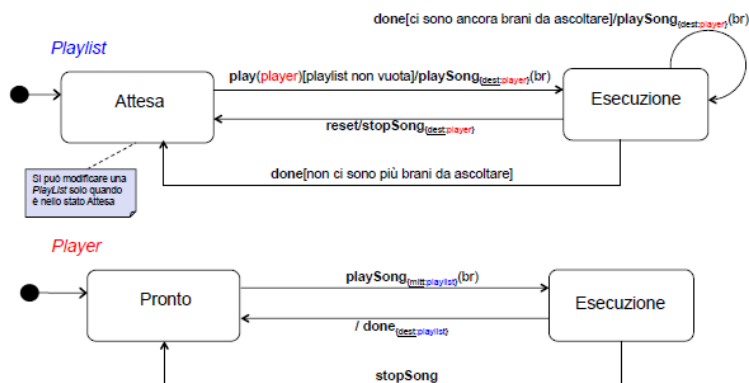 done[ci sono ancora brani da ascoltare]/playSong{dest:player}(br)
Playlist
play(player)[playlist non vuota]/playSong{dest:player}(br)
Attesa
Esecuzione
reset/stopSong{dest:player}
Si può modificare una
PlayList solo quando
è nello stato Attesa
done[non ci sono più brani da ascoltare]
Player
playSong{mitt:playlist}(br)
Pronto
Esecuzione
/ done{dest:playlist}
stopSong